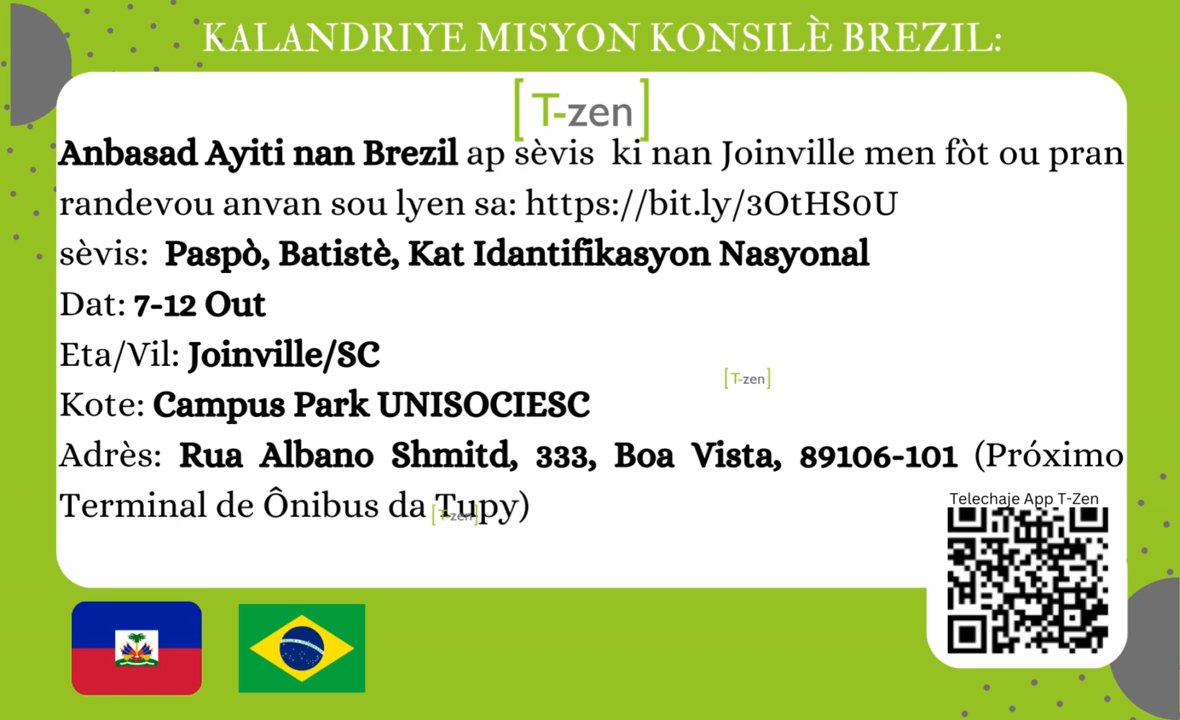 KALANDRIYE MISYON KONSILÈ BREZIL:
[T-zen]
Anbasad Ayiti nan Brezil ap sèvis ki nan Joinville men fòt ou pran
randevou anvan sou lyen sa: https://bit.ly/3OtHS0U
sèvis: Paspò, Batistè, Kat Idantifikasyon Nasyonal
Dat: 7-12 Out
Eta/Vil: Joinville/SC
[T-zen]
Kote: Campus Park UNISOCIESC
Adrès: Rua Albano Shmitd, 333, Boa Vista, 89106-101 (Próximo
Terminal de Ônibus da Tupy)
[T-zen]
Telechaje App T-Zen